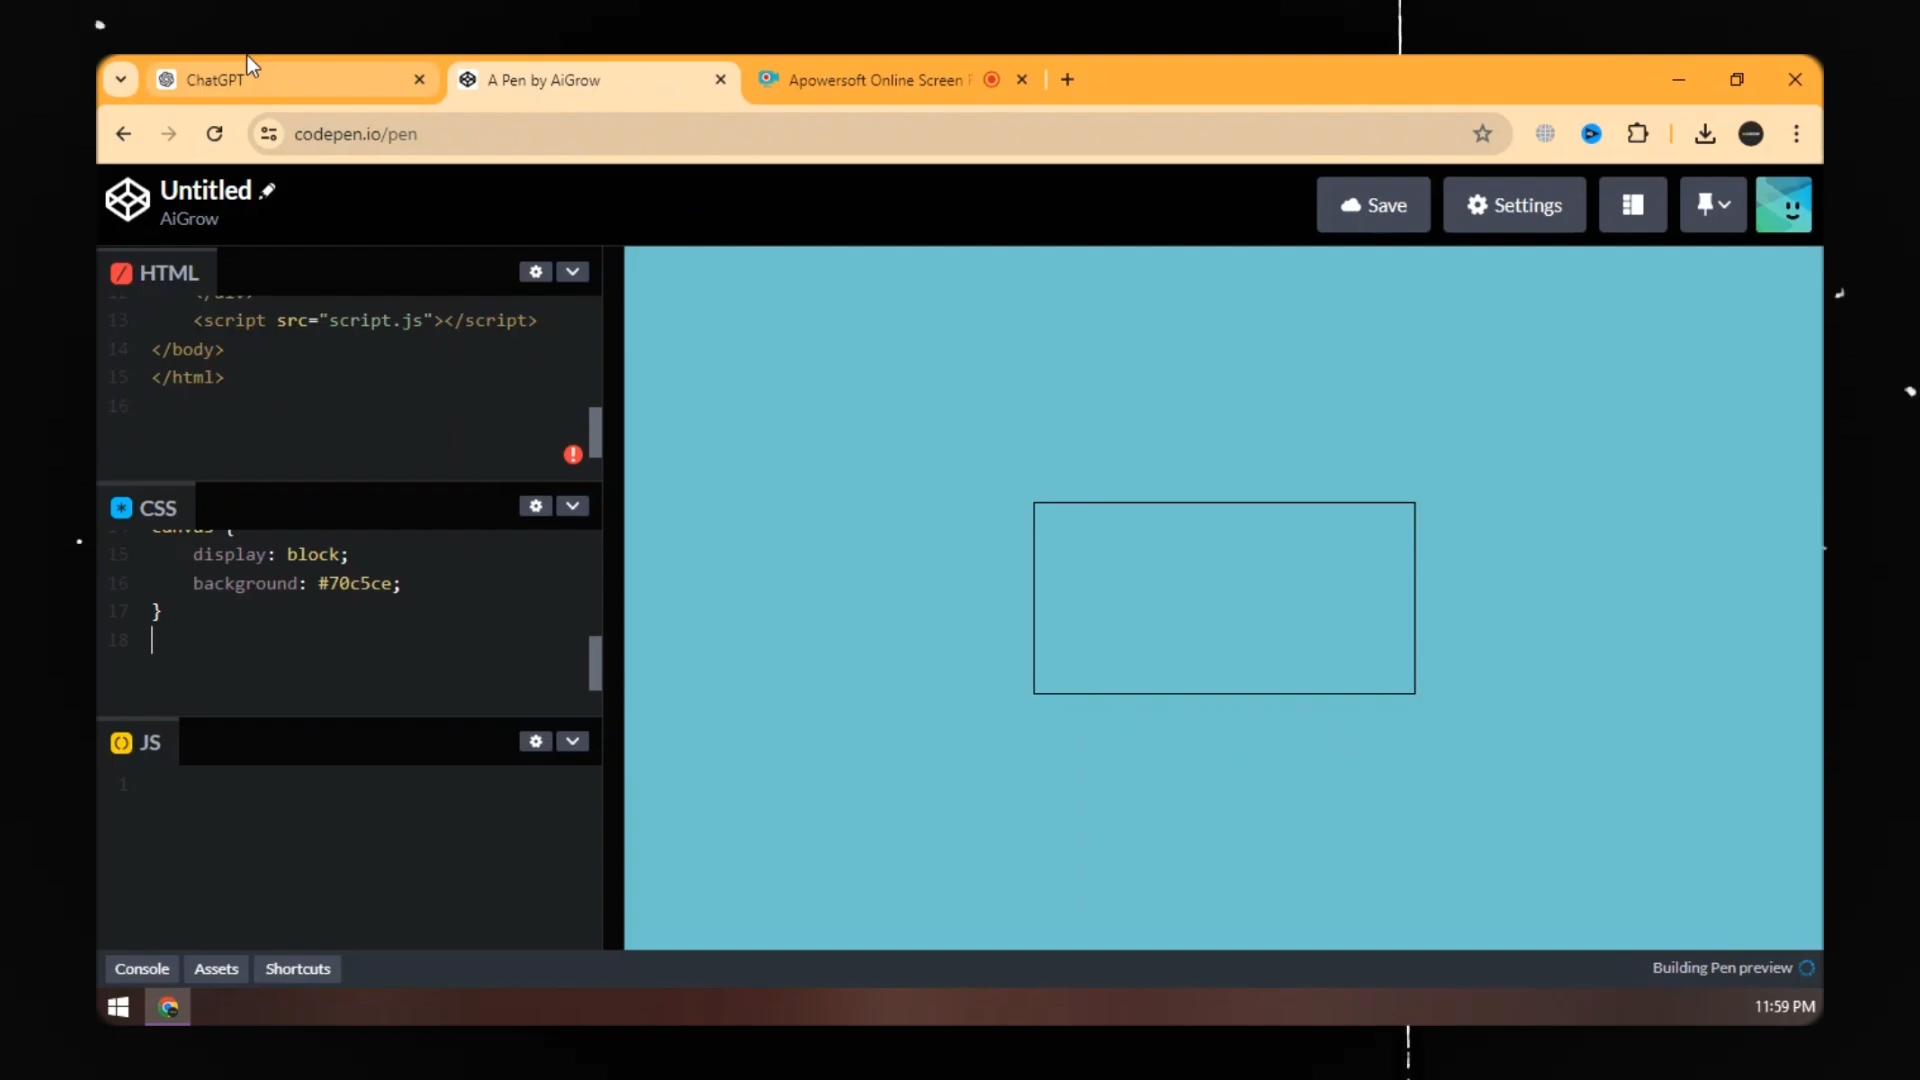 ChatGPT
A Pen by AiGrow
Apowersoft Online Screen
codepen.io/pen
Untitled
AiGrow
Save
Settings
HTML
13 <script src="script.js"></script>
14 </body>
15 </html>
16
CSS
canvas {
15 display: block;
16 background: #70c5ce;
17 }
18
JS
1
Console
Assets
Shortcuts
Building Pen preview
11:59 PM